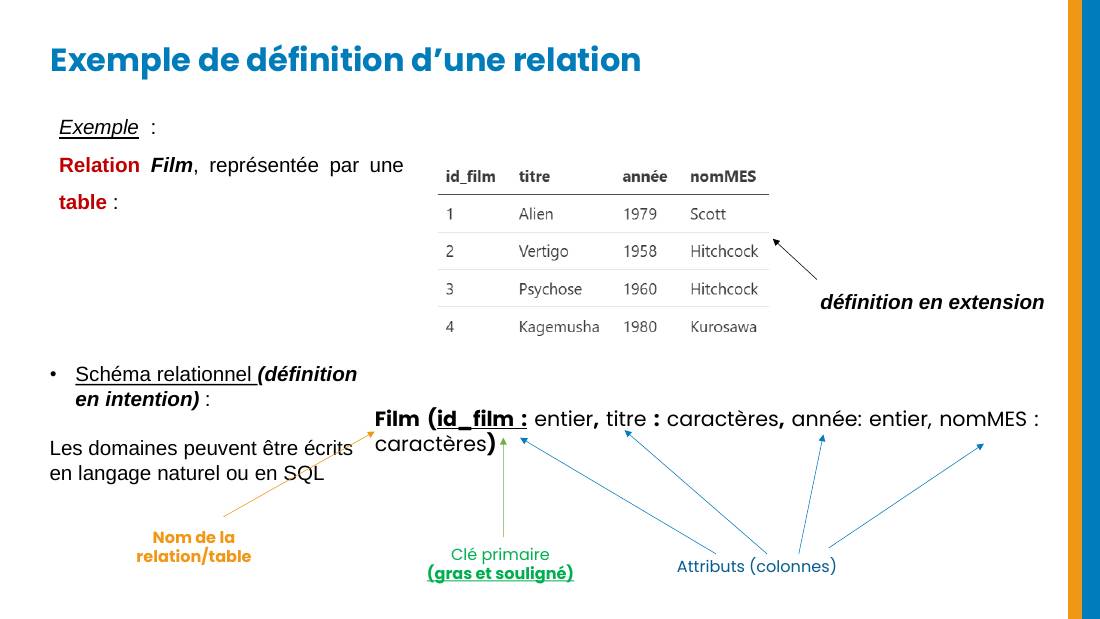 Exemple de définition d’une relation
Exemple :
Relation Film, représentée par une
table :
id_film titre année nomMES
1 Alien 1979 Scott
2 Vertigo 1958 Hitchcock
3 Psychose 1960 Hitchcock
4 Kagemusha 1980 Kurosawa
définition en extension
• Schéma relationnel (définition
en intention) :
Film (id_film : entier, titre : caractères, année: entier, nomMES :
caractères)
Les domaines peuvent être écrits
en langage naturel ou en SQL
Nom de la
relation/table
Clé primaire
(gras et souligné)
Attributs (colonnes)